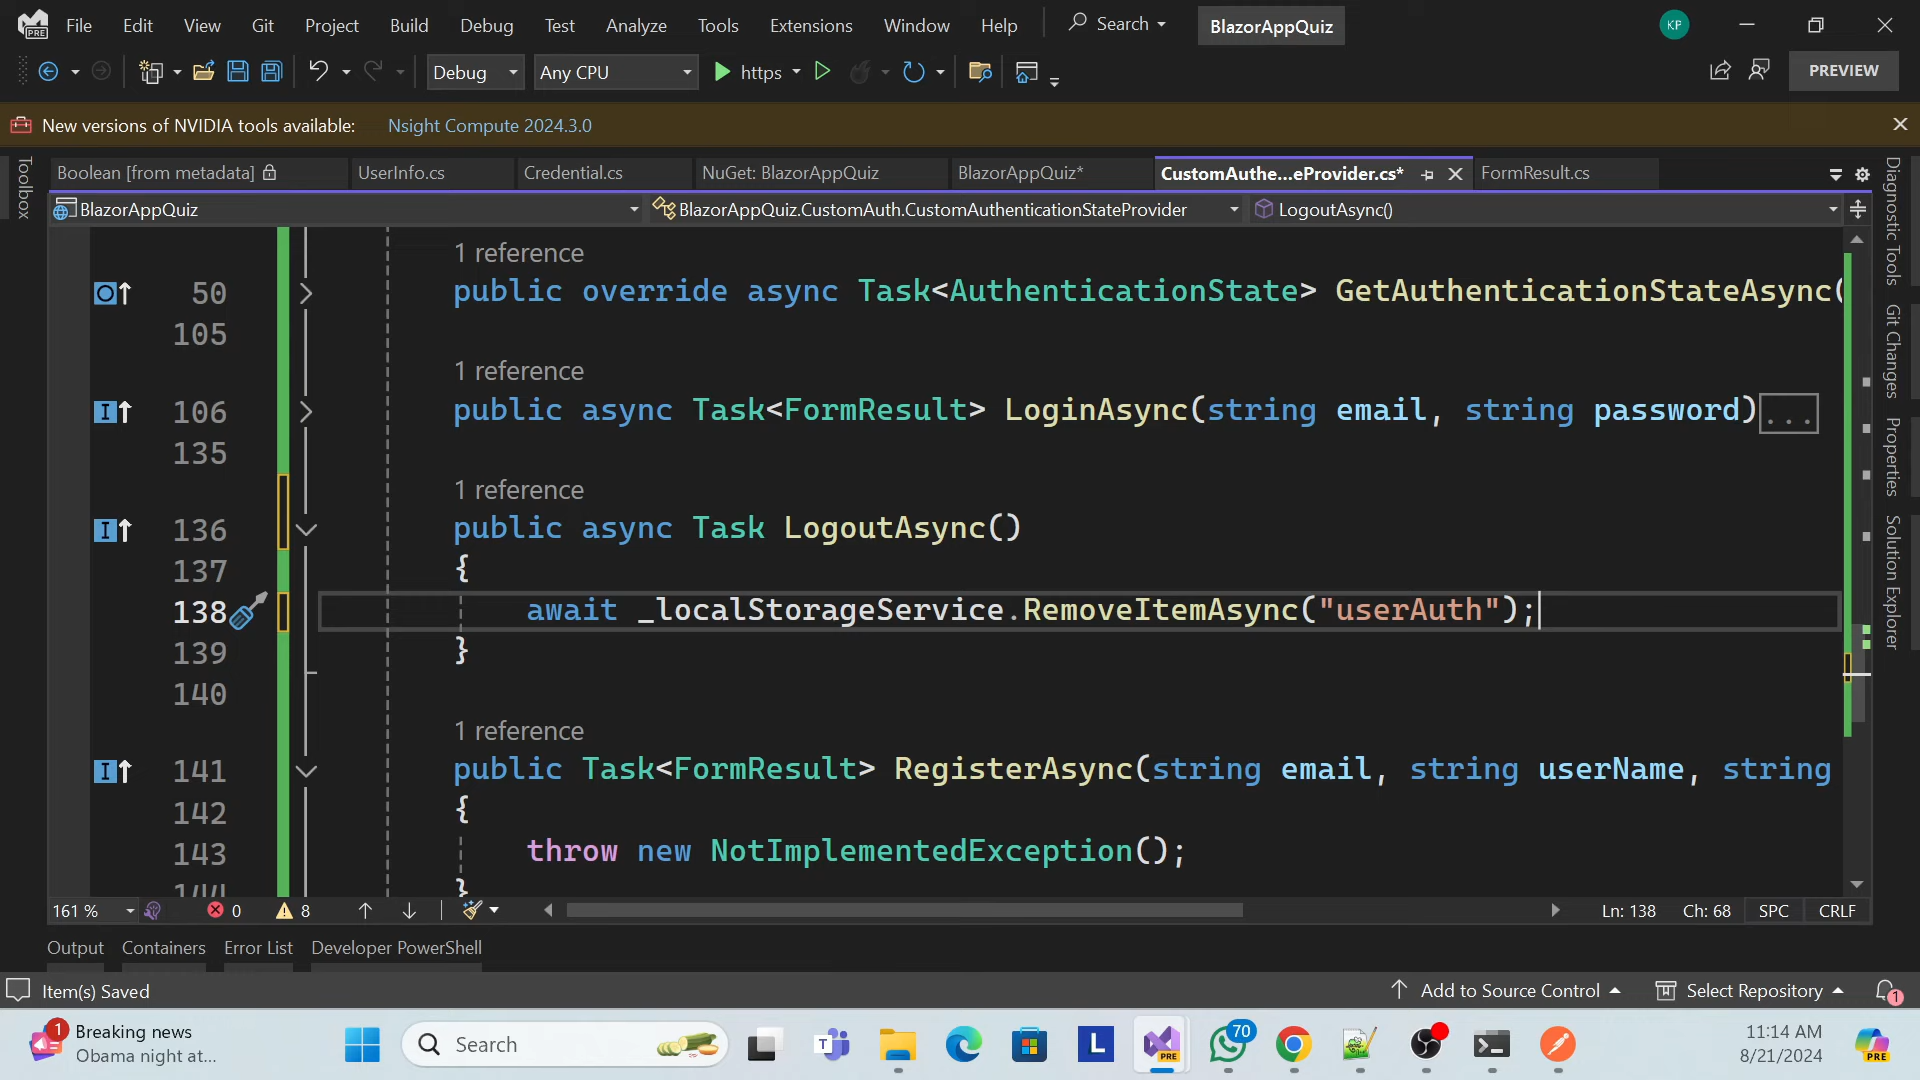 File Edit View Git Project Build Debug Test Analyze Tools Extensions Window Help Search BlazorAppQuiz KP
PRE
Debug Any CPU https PREVIEW
New versions of NVIDIA tools available: Nsight Compute 2024.3.0
Boolean [from metadata] UserInfo.cs Credential.cs NuGet: BlazorAppQuiz BlazorAppQuiz* CustomAuthe...eProvider.cs* FormResult.cs
BlazorAppQuiz BlazorAppQuiz.CustomAuth.CustomAuthenticationStateProvider LogoutAsync()
Toolbox
Diagnostic Tools
Git Changes
Properties
Solution Explorer
1 reference
50 public override async Task<AuthenticationState> GetAuthenticationStateAsync(
105
1 reference
106 public async Task<FormResult> LoginAsync(string email, string password)...
135
1 reference
136 public async Task LogoutAsync()
137 {
138 await _localStorageService.RemoveItemAsync("userAuth");
139 }
140
1 reference
141 public Task<FormResult> RegisterAsync(string email, string userName, string
142 {
143 throw new NotImplementedException();
144 }
161 % 0 8 Ln: 138 Ch: 68 SPC CRLF
Output Containers Error List Developer PowerShell
Item(s) Saved Add to Source Control Select Repository 1
1 Breaking news
Obama night at...
Search
L
PRE
70
11:14 AM
8/21/2024
PRE